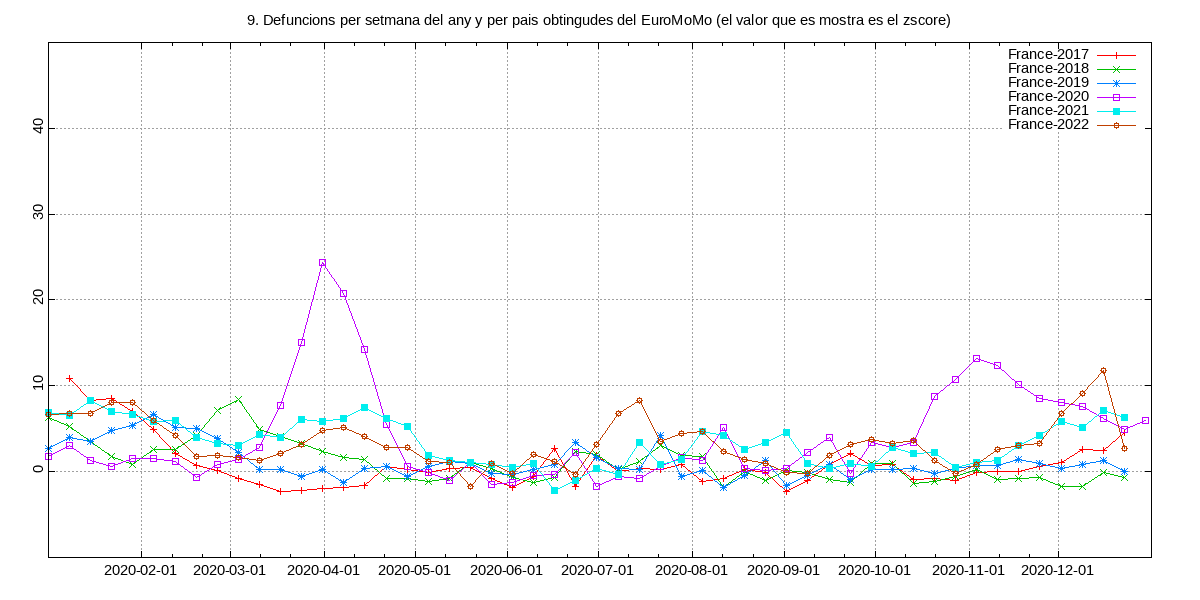 9. Defuncions per setmana del any y per pais obtingudes del EuroMoMo (el valor que es mostra es el zscore)
France-2017
France-2018
France-2019
France-2020
France-2021
France-2022
40
30
20
10
0
2020-02-01 2020-03-01 2020-04-01 2020-05-01 2020-06-01 2020-07-01 2020-08-01 2020-09-01 2020-10-01 2020-11-01 2020-12-01